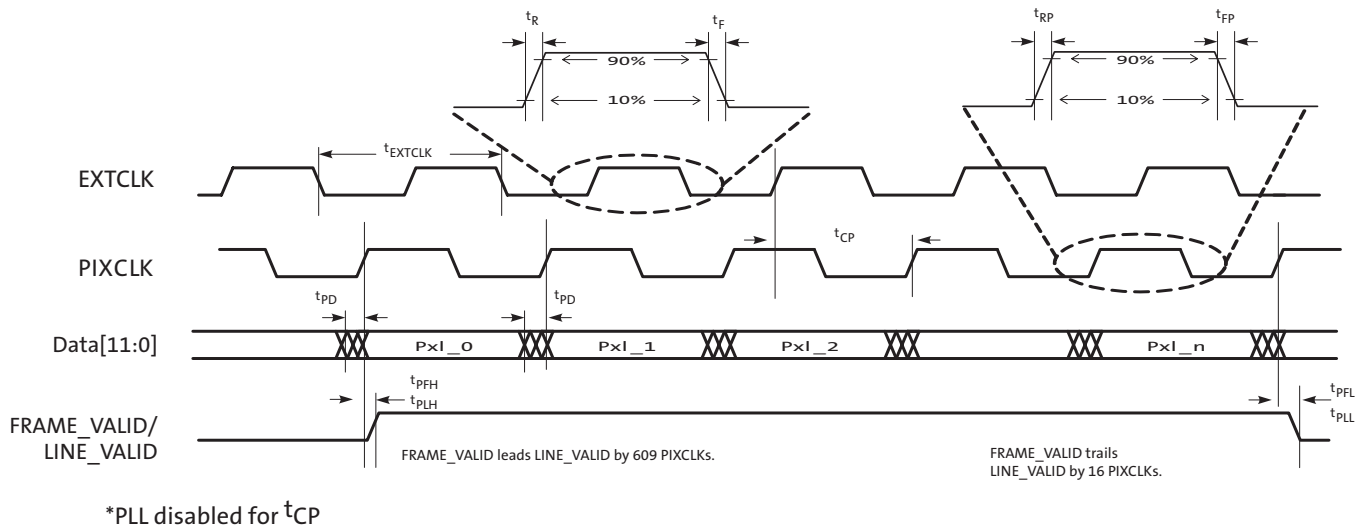 tR tF tRP tFP
90% 90%
10% 10%
tEXTCLK
EXTCLK
tCP
PIXCLK
tPD tPD
Data[11:0] Pxl_0 Pxl_1 Pxl_2 Pxl_n
tPFH tPFL
tPLH tPLL
FRAME_VALID/
LINE_VALID
FRAME_VALID leads LINE_VALID by 609 PIXCLKs.
FRAME_VALID trails
LINE_VALID by 16 PIXCLKs.
*PLL disabled for tCP